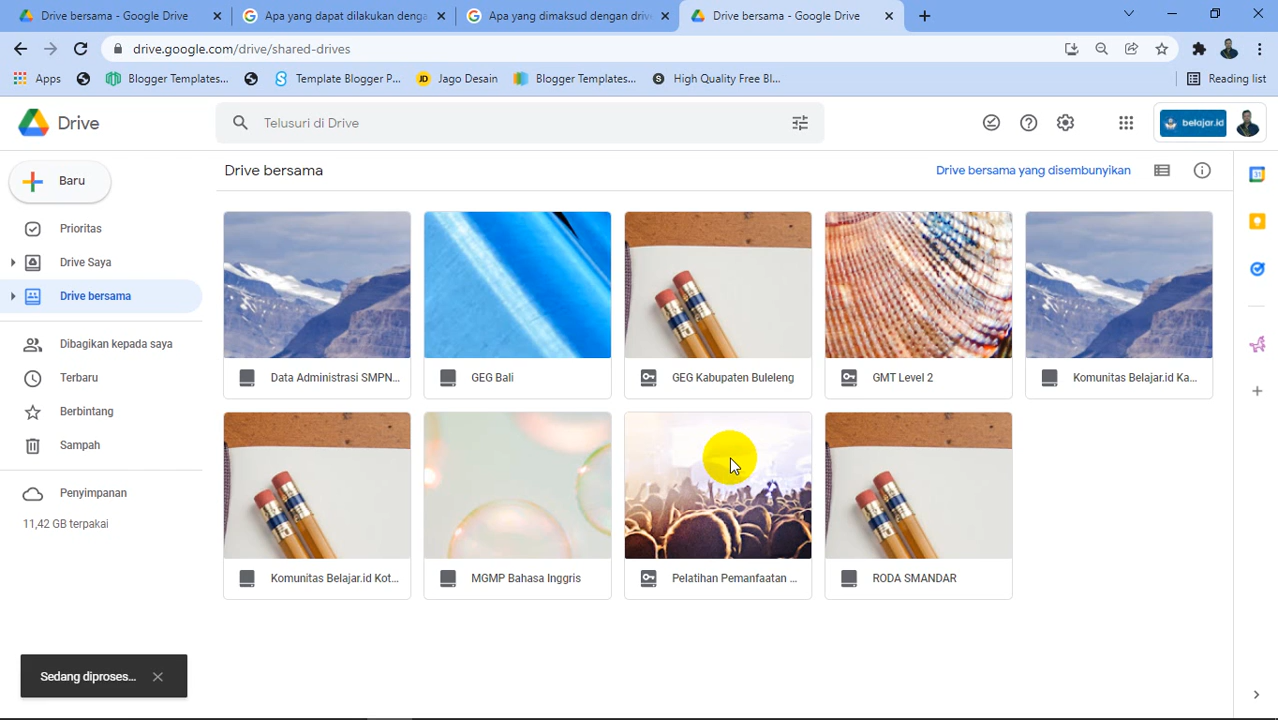 Drive bersama - Google Drive
Apa yang dapat dilakukan denga
Apa yang dimaksud dengan drive
Drive bersama - Google Drive
drive.google.com/drive/shared-drives
Apps
Blogger Templates...
Template Blogger P...
JD
Jago Desain
Blogger Templates...
High Quality Free Bl...
Reading list
Drive
Telusuri di Drive
belajar.id
Baru
Drive bersama
Drive bersama yang disembunyikan
Prioritas
Drive Saya
Drive bersama
Dibagikan kepada saya
Terbaru
Berbintang
Sampah
Penyimpanan
11,42 GB terpakai
Data Administrasi SMPN...
GEG Bali
GEG Kabupaten Buleleng
GMT Level 2
Komunitas Belajar.id Ka...
Komunitas Belajar.id Kot...
MGMP Bahasa Inggris
Pelatihan Pemanfaatan ...
RODA SMANDAR
Sedang diproses...
31